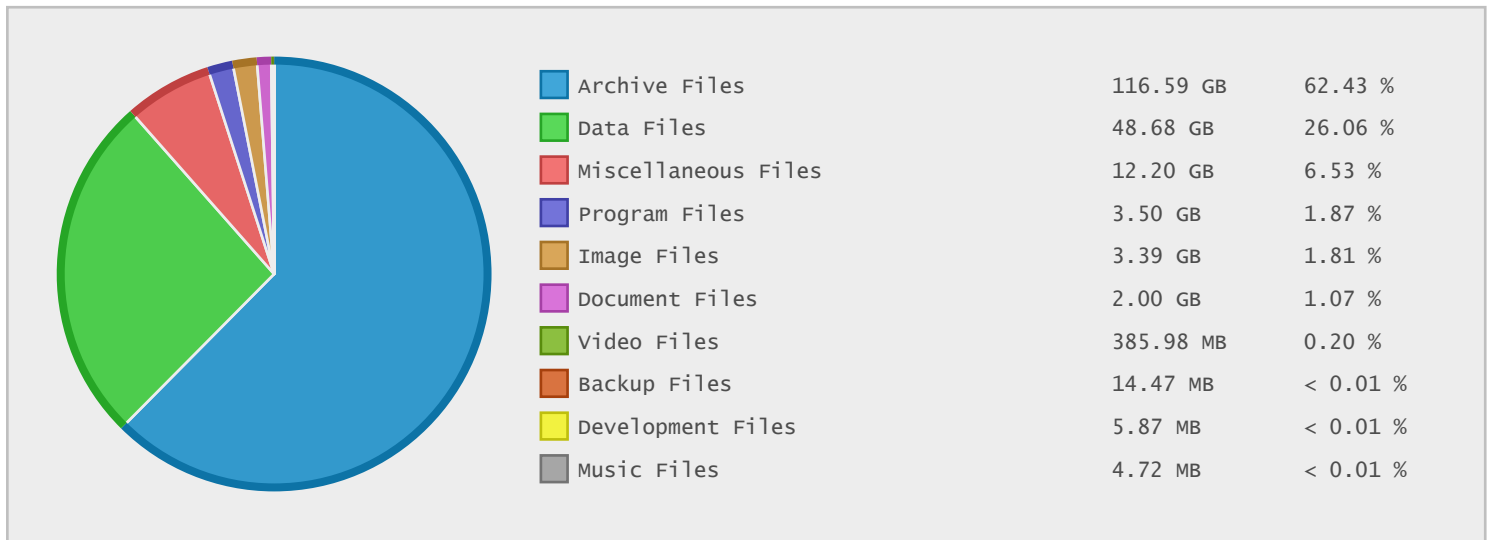 Archive Files 116.59 GB 62.43 %
Data Files 48.68 GB 26.06 %
Miscellaneous Files 12.20 GB 6.53 %
Program Files 3.50 GB 1.87 %
Image Files 3.39 GB 1.81 %
Document Files 2.00 GB 1.07 %
Video Files 385.98 MB 0.20 %
Backup Files 14.47 MB < 0.01 %
Development Files 5.87 MB < 0.01 %
Music Files 4.72 MB < 0.01 %